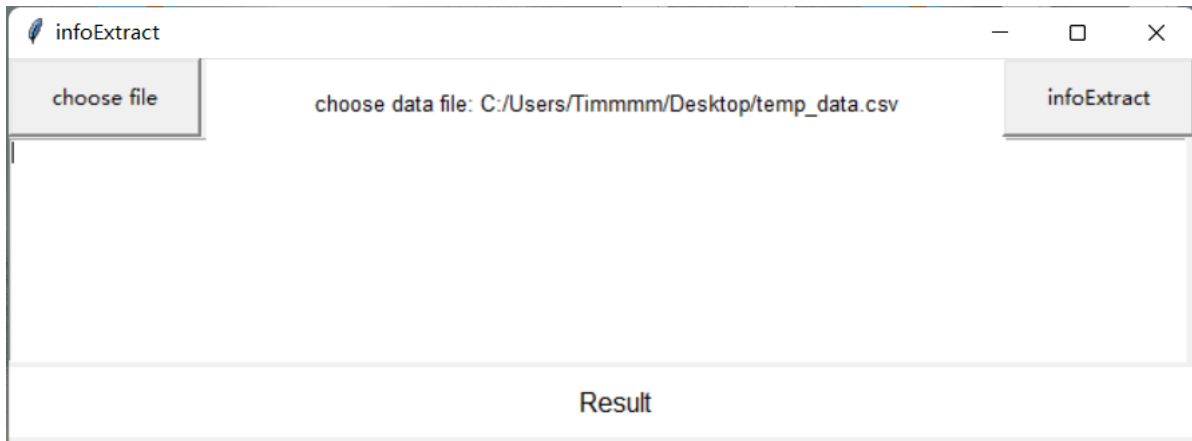 infoExtract
choose file
choose data file: C:/Users/Timmmm/Desktop/temp_data.csv
infoExtract
Result